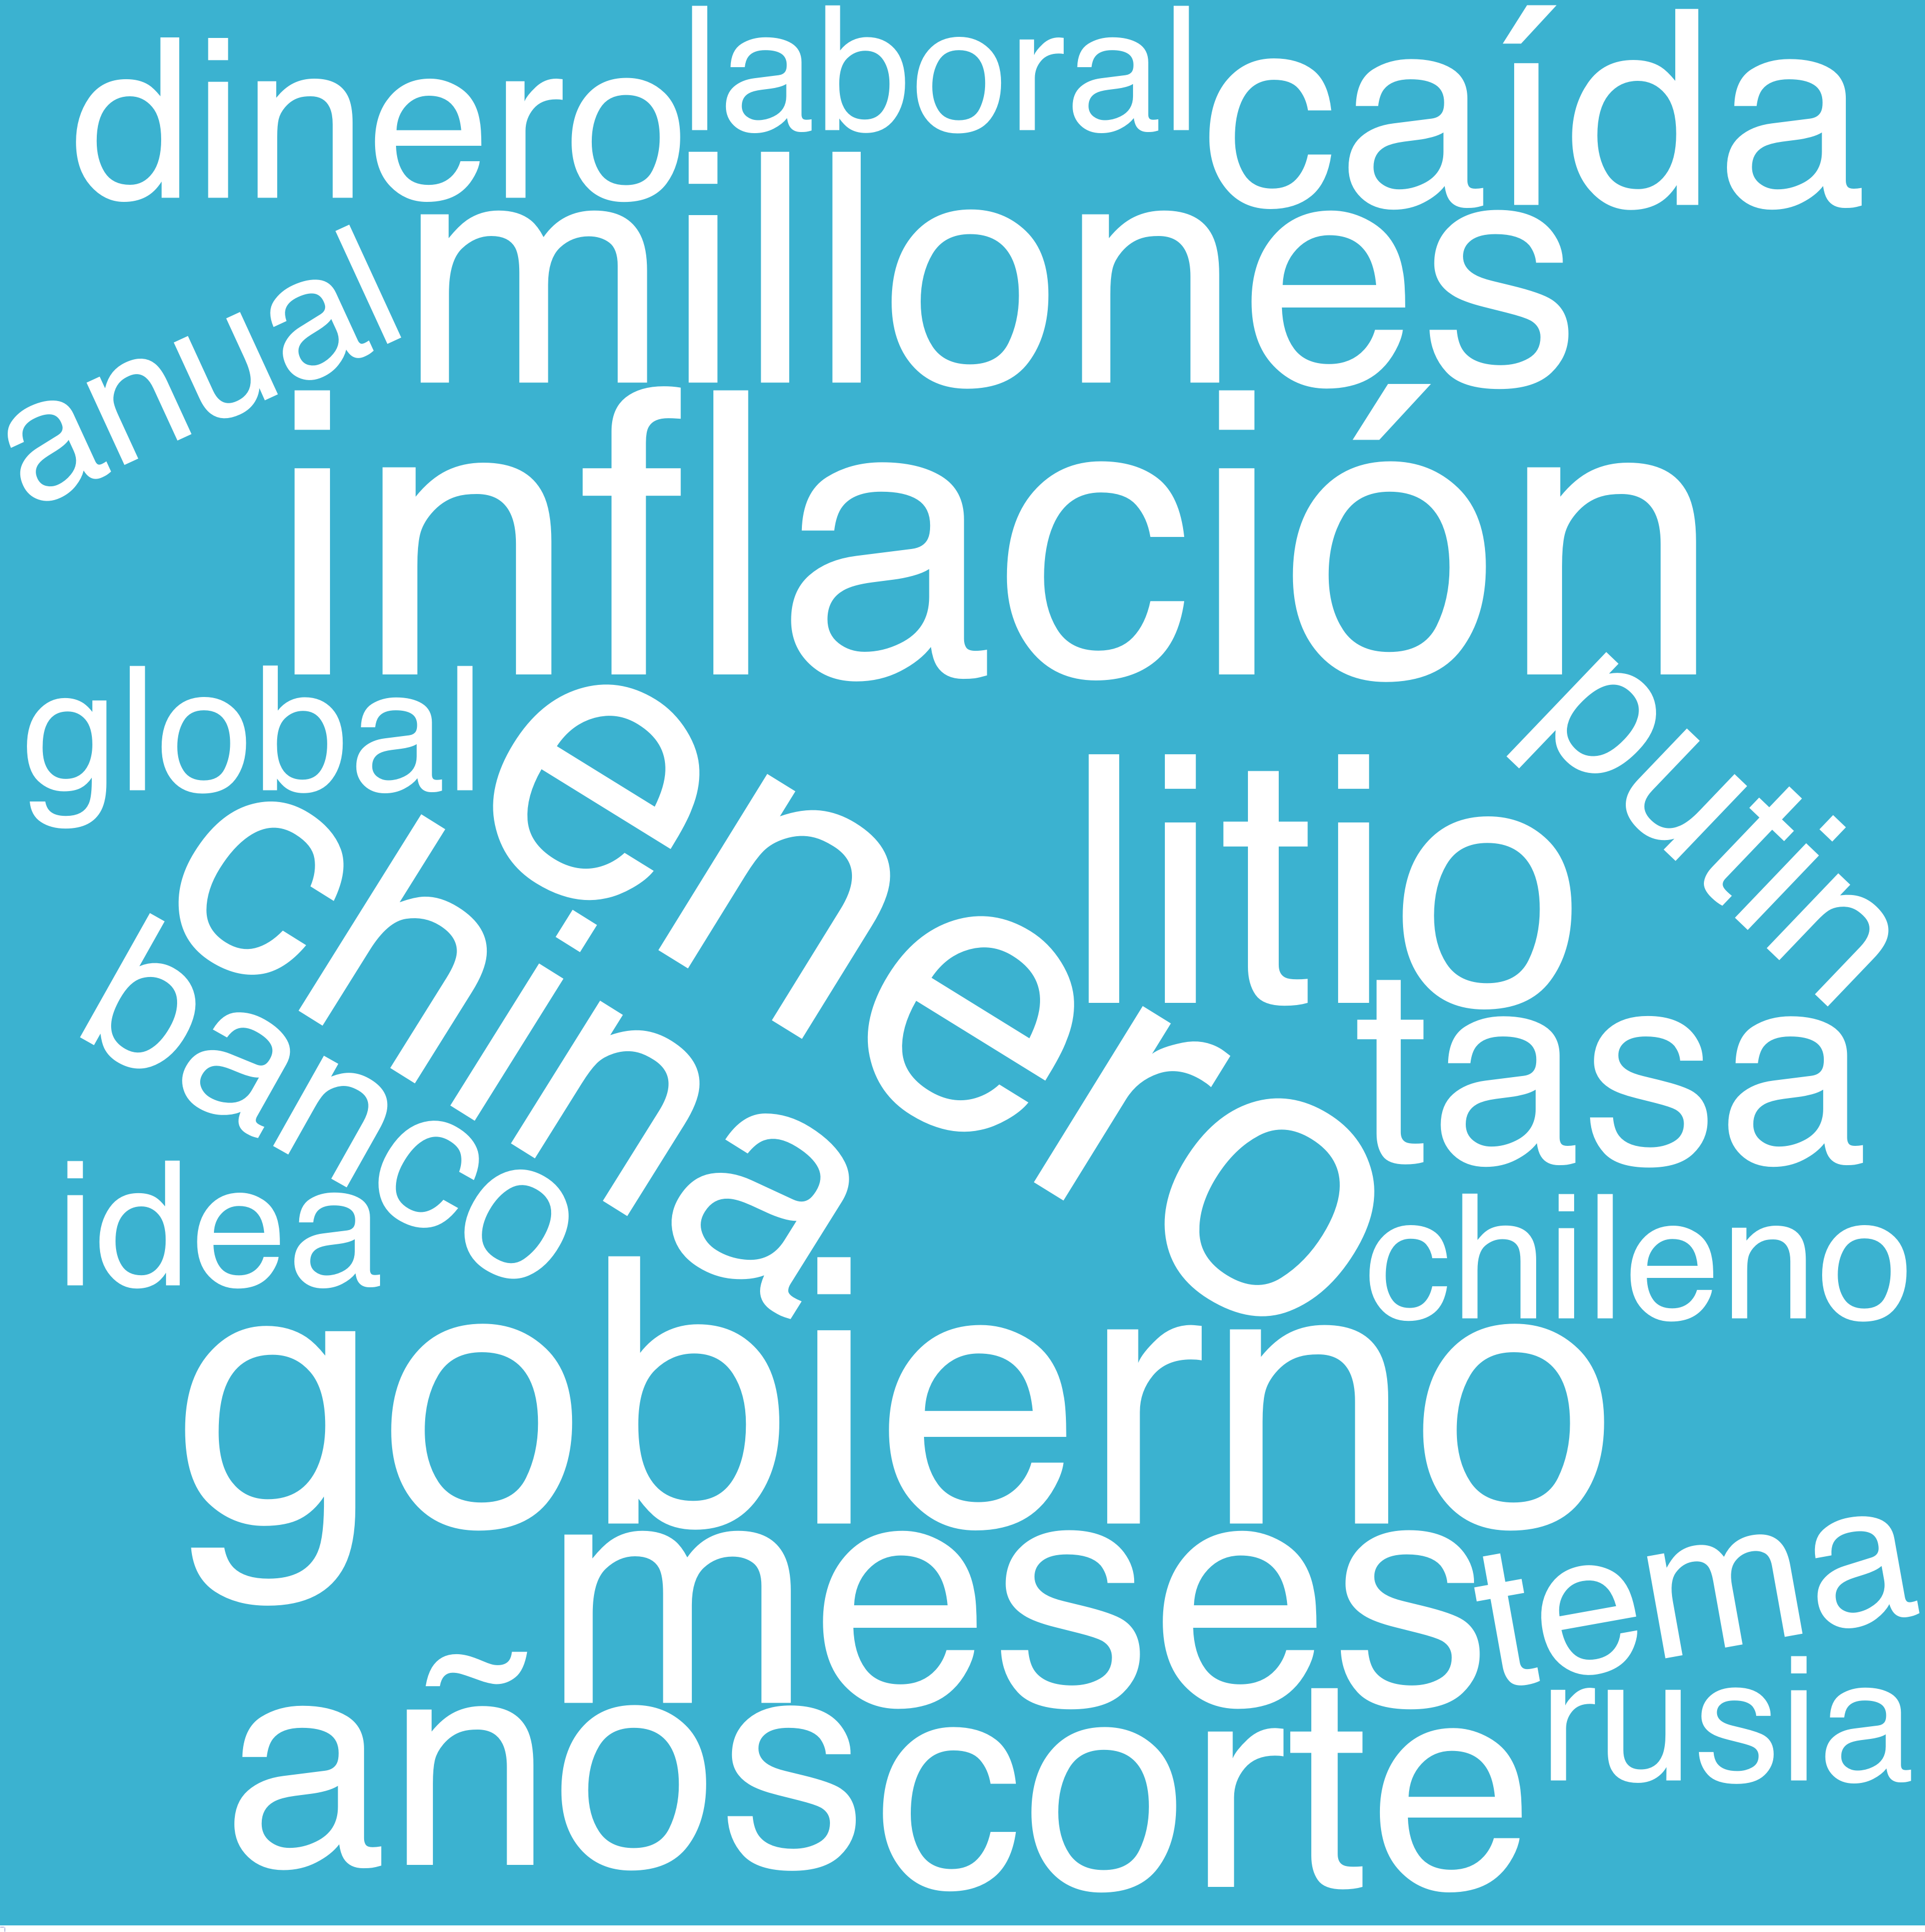 dinero
laboral
caída
anual
millones
inflación
global
enero
litio
putin
china
banco
tasa
idea
chileno
gobierno
meses
tema
años
corte
rusia